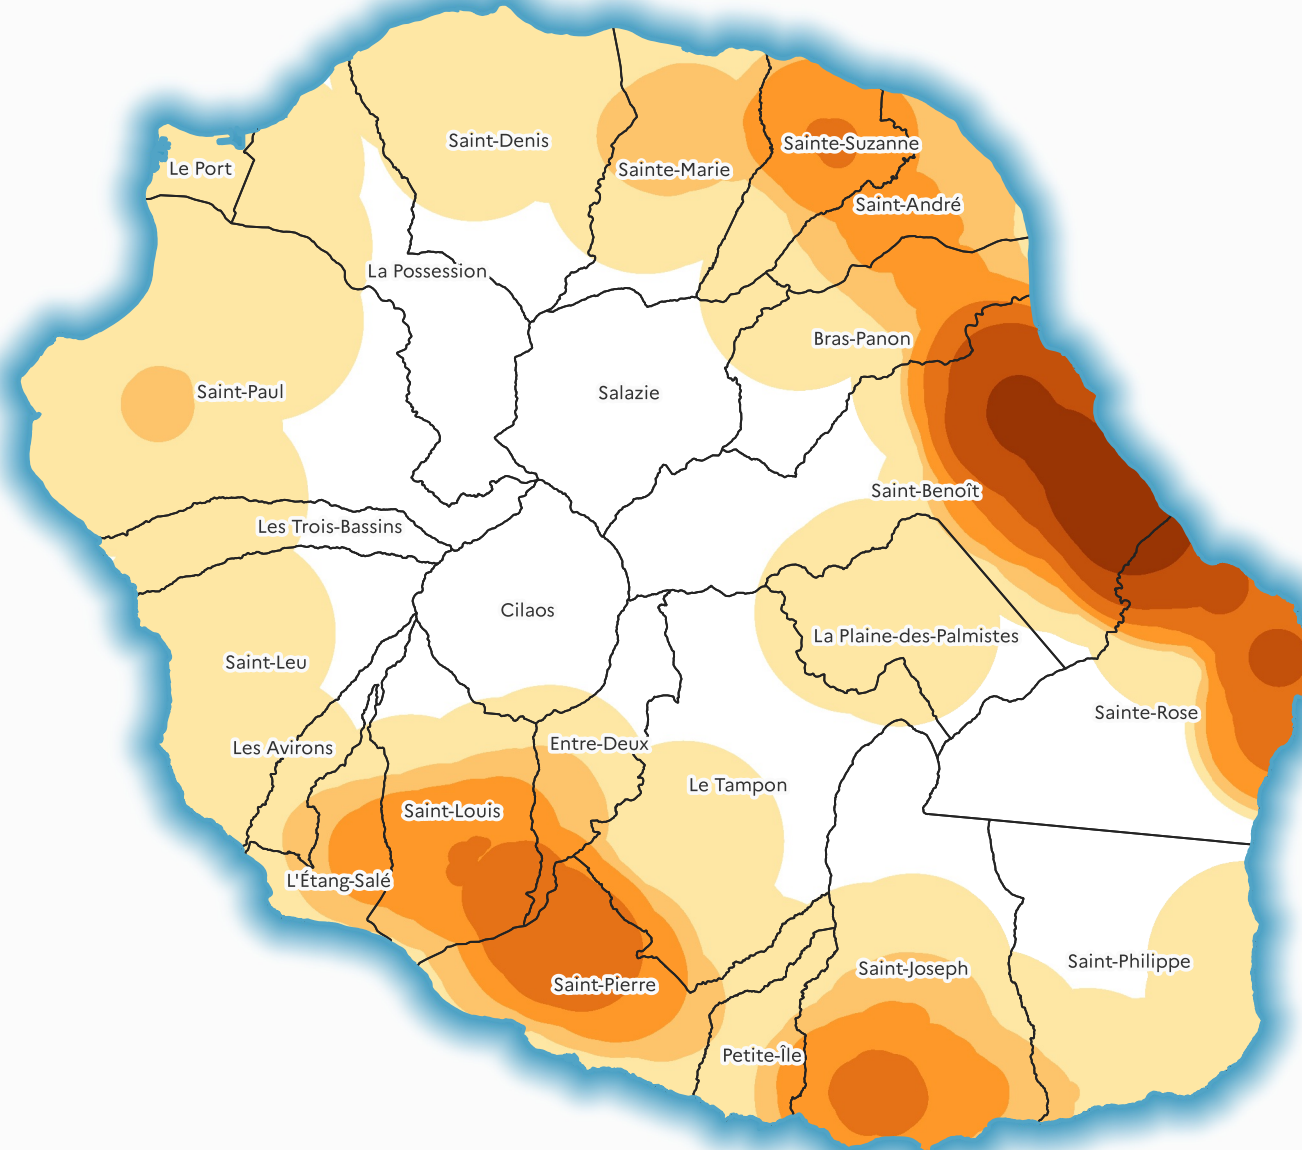 Saint-Denis
Sainte-Suzanne
Le Port
Sainte-Marie
Saint-André
La Possession
Bras-Panon
Saint-Paul
Salazie
Saint-Benoît
Les Trois-Bassins
Cilaos
La Plaine-des-Palmistes
Saint-Leu
Sainte-Rose
Les Avirons
Entre-Deux
Le Tampon
Saint-Louis
L'Étang-Salé
Saint-Philippe
Saint-Joseph
Saint-Pierre
Petite-Île